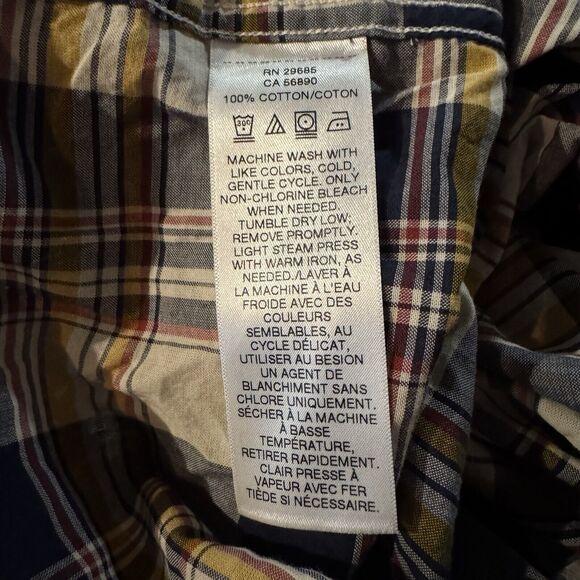 RN 29685
CA 56890
100% COTTON/COTON
300
MACHINE WASH WITH
LIKE COLORS, COLD,
GENTLE CYCLE. ONLY
NON-CHLORINE BLEACH
WHEN NEEDED.
TUMBLE DRY LOW;
REMOVE PROMPTLY.
LIGHT STEAM PRESS
WITH WARM IRON, AS
NEEDED./LAVER À
LA MACHINE À L'EAU
FROIDE AVEC DES
COULEURS
SEMBLABLES, AU
CYCLE DÉLICAT,
UTILISER AU BESION
UN AGENT DE
BLANCHIMENT SANS
CHLORE UNIQUEMENT.
SÉCHER À LA MACHINE
À BASSE
TEMPÉRATURE,
RETIRER RAPIDEMENT.
CLAIR PRESSE À
VAPEUR AVEC FER
TIÈDE SI NÉCESSAIRE.